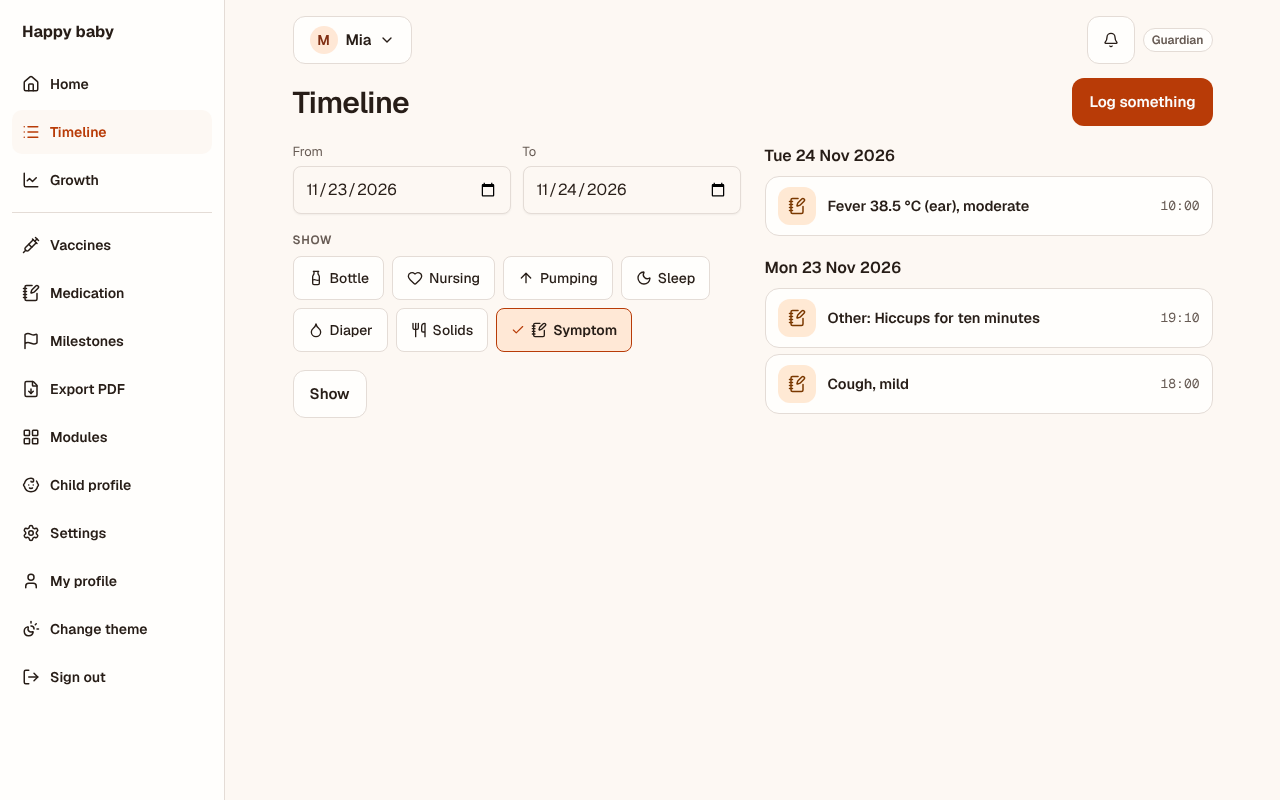 Happy baby
Home
Timeline
Growth
Vaccines
Medication
Milestones
Export PDF
Modules
Child profile
Settings
My profile
Change theme
Sign out
M Mia
Guardian
Timeline
Log something
From
To
11/23/2026
11/24/2026
SHOW
Bottle
Nursing
Pumping
Sleep
Diaper
Solids
Symptom
Show
Tue 24 Nov 2026
Fever 38.5 °C (ear), moderate 10:00
Mon 23 Nov 2026
Other: Hiccups for ten minutes 19:10
Cough, mild 18:00